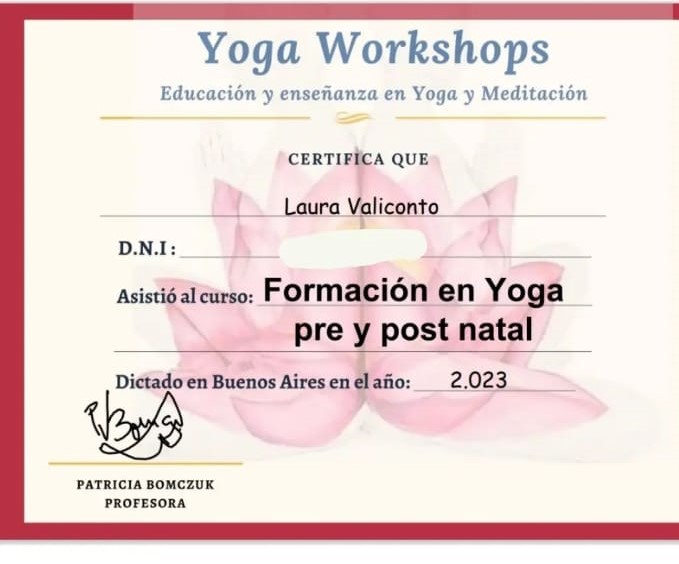 Yoga Workshops
Educación y enseñanza en Yoga y Meditación
CERTIFICA QUE
Laura Valiconto
D.N.I:
Asistió al curso: Formación en Yoga
pre y post natal
Dictado en Buenos Aires en el año: 2.023
PATRICIA BOMCZUK
PROFESORA